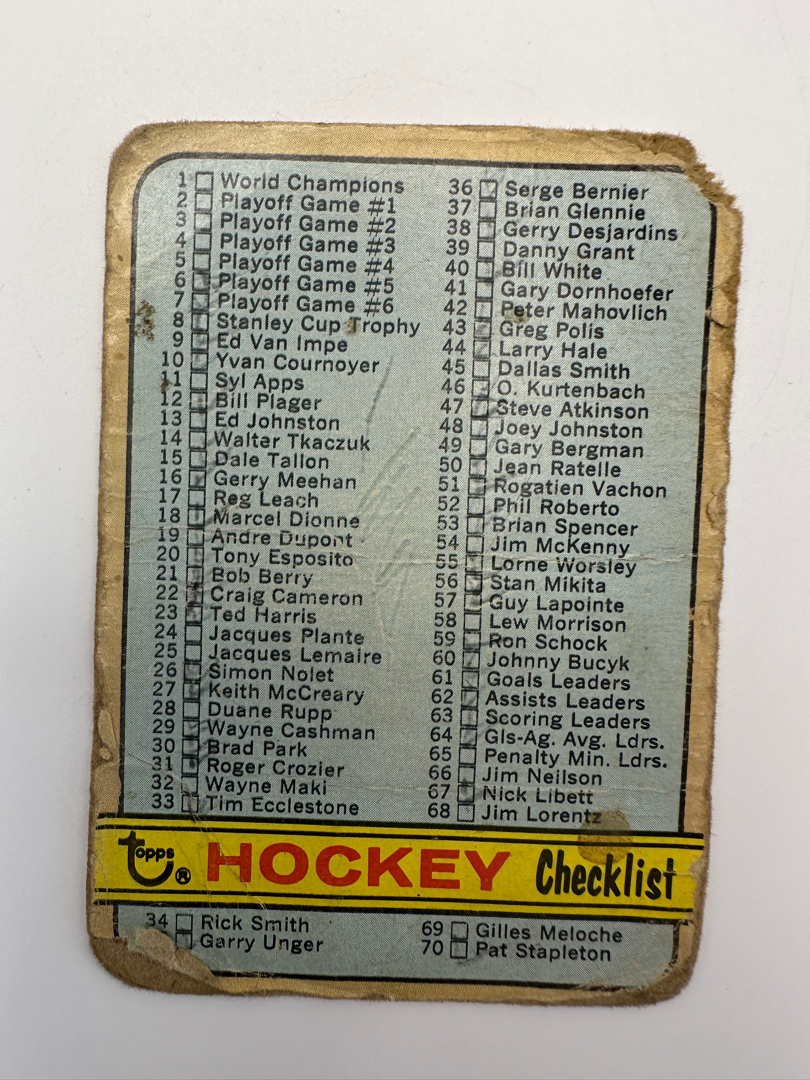 1 World Champions
2 Playoff Game #1
3 Playoff Game #2
4 Playoff Game #3
5 Playoff Game #4
6 Playoff Game #5
7 Playoff Game #6
8 Stanley Cup Trophy
9 Ed Van Impe
10 Yvan Cournoyer
11 Syl Apps
12 Bill Plager
13 Ed Johnston
14 Walter Tkaczuk
15 Dale Tallon
16 Gerry Meehan
17 Reg Leach
18 Marcel Dionne
19 Andre Dupont
20 Tony Esposito
21 Bob Berry
22 Craig Cameron
23 Ted Harris
24 Jacques Plante
25 Jacques Lemaire
26 Simon Nolet
27 Keith McCreary
28 Duane Rupp
29 Wayne Cashman
30 Brad Park
31 Roger Crozier
32 Wayne Maki
33 Tim Ecclestone
36 Serge Bernier
37 Brian Glennie
38 Gerry Desjardins
39 Danny Grant
40 Bill White
41 Gary Dornhoefer
42 Peter Mahovlich
43 Greg Polis
44 Larry Hale
45 Dallas Smith
46 O. Kurtenbach
47 Steve Atkinson
48 Joey Johnston
49 Gary Bergman
50 Jean Ratelle
51 Rogatien Vachon
52 Phil Roberto
53 Brian Spencer
54 Jim McKenny
55 Lorne Worsley
56 Stan Mikita
57 Guy Lapointe
58 Lew Morrison
59 Ron Schock
60 Johnny Bucyk
61 Goals Leaders
62 Assists Leaders
63 Scoring Leaders
64 Gls-Ag. Avg. Ldrs.
65 Penalty Min. Ldrs.
66 Jim Neilson
67 Nick Libett
68 Jim Lorentz
topps ® HOCKEY Checklist
34 Rick Smith
Garry Unger
69 Gilles Meloche
70 Pat Stapleton